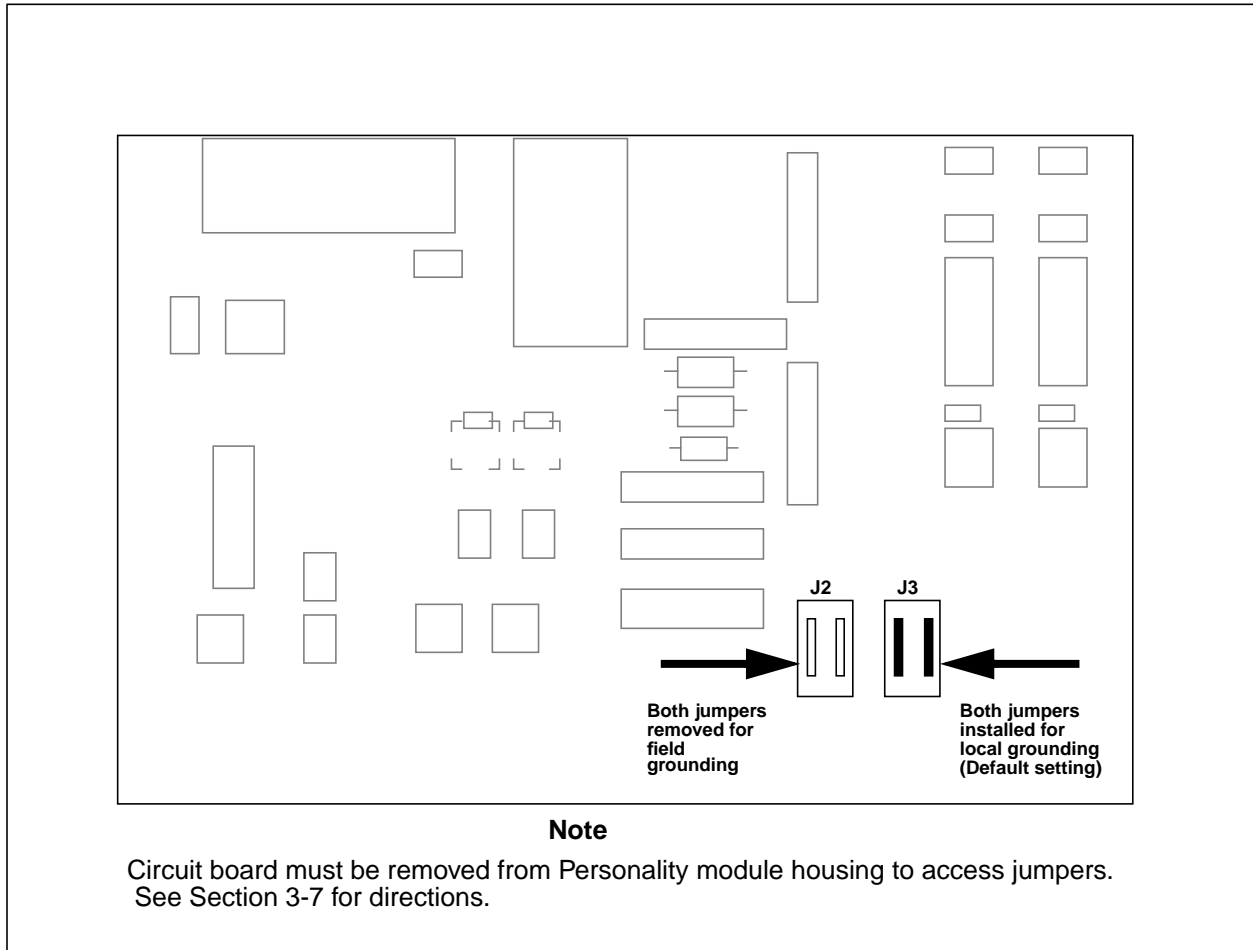 J2
J3
Both jumpers
removed for
field
grounding
Both jumpers
installed for
local grounding
(Default setting)
Note
Circuit board must be removed from Personality module housing to access jumpers.
See Section 3-7 for directions.